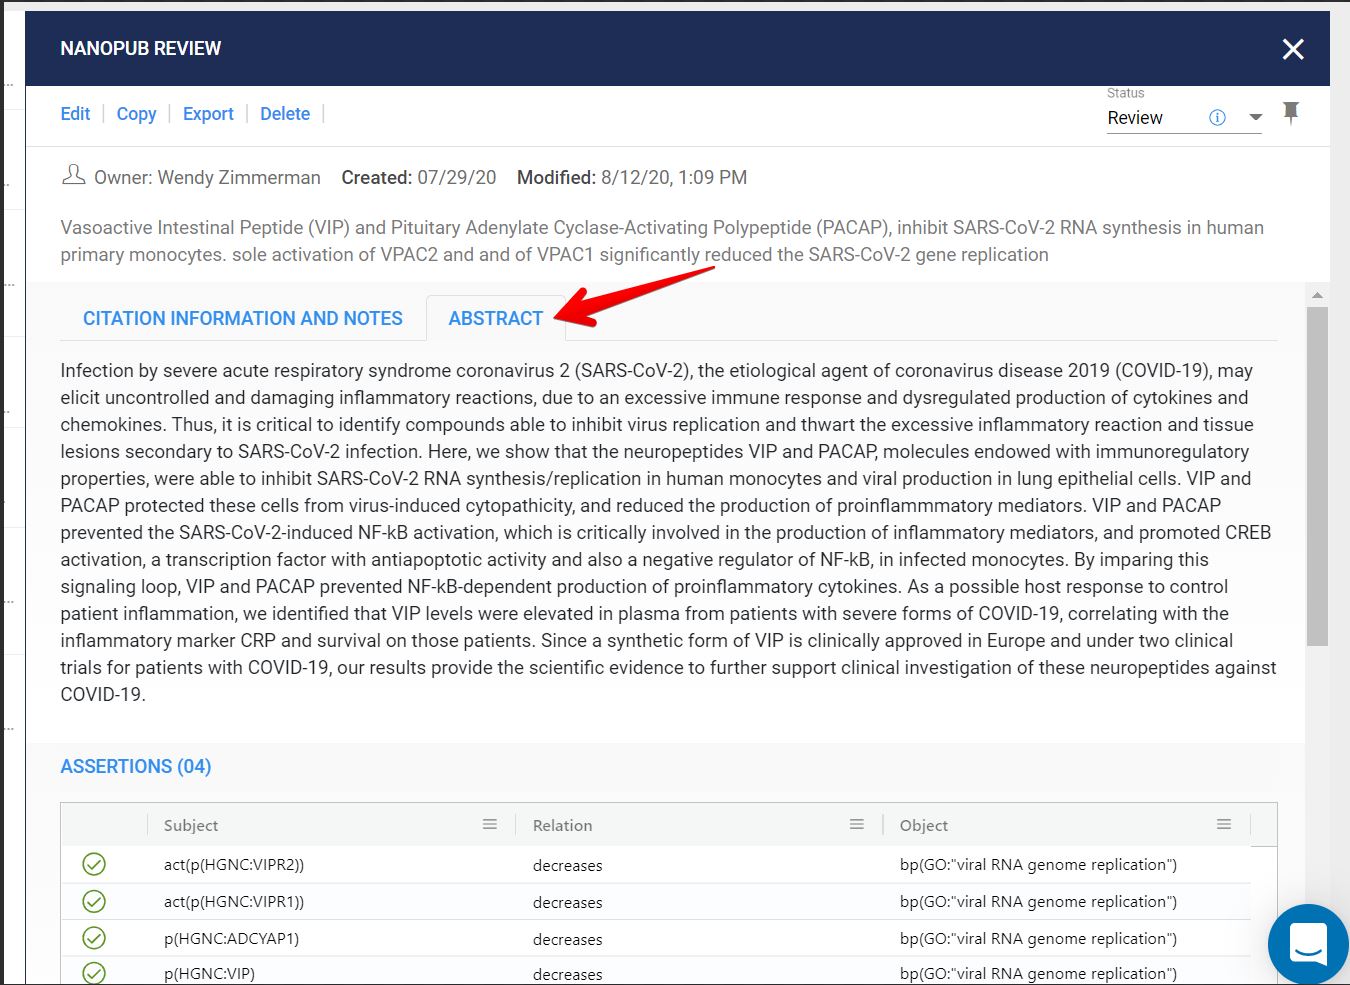 NANOPUB REVIEW
Edit Copy Export Delete
Status
Review
Owner: Wendy Zimmerman Created: 07/29/20 Modified: 8/12/20, 1:09 PM
Vasoactive Intestinal Peptide (VIP) and Pituitary Adenylate Cyclase-Activating Polypeptide (PACAP), inhibit SARS-CoV-2 RNA synthesis in human
primary monocytes. sole activation of VPAC2 and and of VPAC1 significantly reduced the SARS-CoV-2 gene replication
CITATION INFORMATION AND NOTES ABSTRACT
Infection by severe acute respiratory syndrome coronavirus 2 (SARS-CoV-2), the etiological agent of coronavirus disease 2019 (COVID-19), may
elicit uncontrolled and damaging inflammatory reactions, due to an excessive immune response and dysregulated production of cytokines and
chemokines. Thus, it is critical to identify compounds able to inhibit virus replication and thwart the excessive inflammatory reaction and tissue
lesions secondary to SARS-CoV-2 infection. Here, we show that the neuropeptides VIP and PACAP, molecules endowed with immunoregulatory
properties, were able to inhibit SARS-CoV-2 RNA synthesis/replication in human monocytes and viral production in lung epithelial cells. VIP and
PACAP protected these cells from virus-induced cytopathicity, and reduced the production of proinflammmatory mediators. VIP and PACAP
prevented the SARS-CoV-2-induced NF-kB activation, which is critically involved in the production of inflammatory mediators, and promoted CREB
activation, a transcription factor with antiapoptotic activity and also a negative regulator of NF-kB, in infected monocytes. By imparing this
signaling loop, VIP and PACAP prevented NF-kB-dependent production of proinflammatory cytokines. As a possible host response to control
patient inflammation, we identified that VIP levels were elevated in plasma from patients with severe forms of COVID-19, correlating with the
inflammatory marker CRP and survival on those patients. Since a synthetic form of VIP is clinically approved in Europe and under two clinical
trials for patients with COVID-19, our results provide the scientific evidence to further support clinical investigation of these neuropeptides against
COVID-19.
ASSERTIONS (04)
Subject Relation Object
act(p(HGNC:VIPR2)) decreases bp(GO:"viral RNA genome replication")
act(p(HGNC:VIPR1)) decreases bp(GO:"viral RNA genome replication")
p(HGNC:ADCYAP1) decreases bp(GO:"viral RNA genome replication")
p(HGNC:VIP) decreases bp(GO:"viral RNA genome replication")